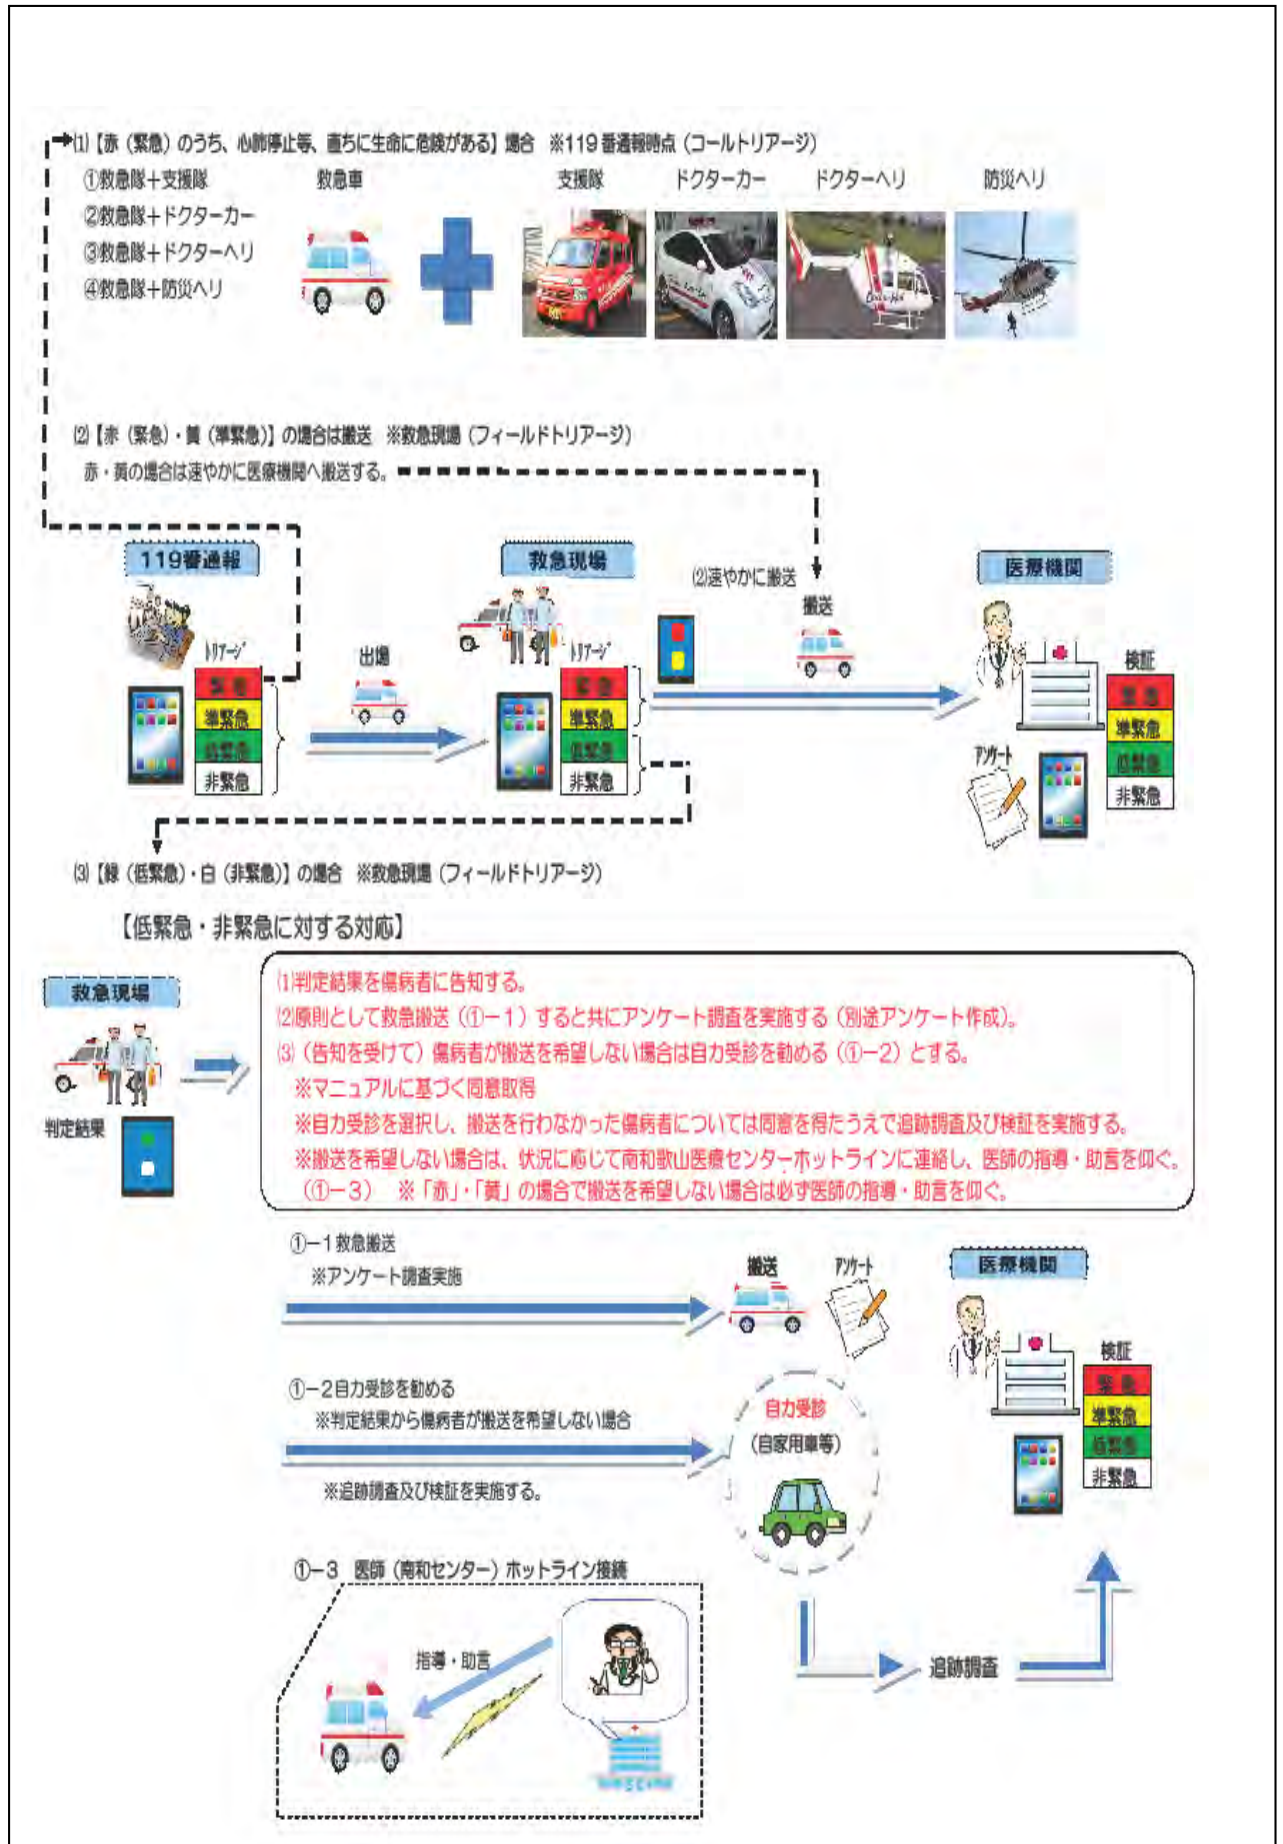 ⑴【赤（緊急）のうち、心肺停止等、直ちに生命に危険がある】場合　※119番通報時点（コールトリアージ）
①救急隊＋支援隊
②救急隊＋ドクターカー
③救急隊＋ドクターヘリ
④救急隊＋防災ヘリ
救急車
支援隊
ドクターカー
ドクターヘリ
防災ヘリ
⑵【赤（緊急）・黄（準緊急）】の場合は搬送　※救急現場（フィールドトリアージ）
赤・黄の場合は速やかに医療機関へ搬送する。
119番通報
ﾄﾘｱｰｼﾞ
緊 急
準緊急
低緊急
非緊急
出場
救急現場
ﾄﾘｱｰｼﾞ
緊 急
準緊急
低緊急
非緊急
⑵速やかに搬送
搬送
医療機関
検証
緊 急
準緊急
低緊急
非緊急
ｱﾝｹｰﾄ
⑶【緑（低緊急）・白（非緊急）】の場合　※救急現場（フィールドトリアージ）
【低緊急・非緊急に対する対応】
救急現場
判定結果
⑴判定結果を傷病者に告知する。
⑵原則として救急搬送（①－１）すると共にアンケート調査を実施する（別途アンケート作成）。
⑶（告知を受けて）傷病者が搬送を希望しない場合は自力受診を勧める（①－２）とする。
※マニュアルに基づく同意取得
※自力受診を選択し、搬送を行わなかった傷病者については同意を得たうえで追跡調査及び検証を実施する。
※搬送を希望しない場合は、状況に応じて南和歌山医療センターホットラインに連絡し、医師の指導・助言を仰ぐ。
（①－３）　※「赤」・「黄」の場合で搬送を希望しない場合は必ず医師の指導・助言を仰ぐ。
①－１救急搬送
※アンケート調査実施
搬送
ｱﾝｹｰﾄ
医療機関
検証
緊 急
準緊急
低緊急
非緊急
①－２自力受診を勧める
※判定結果から傷病者が搬送を希望しない場合
※追跡調査及び検証を実施する。
自力受診
（自家用車等）
①－３　医師（南和センター）ホットライン接続
指導・助言
追跡調査